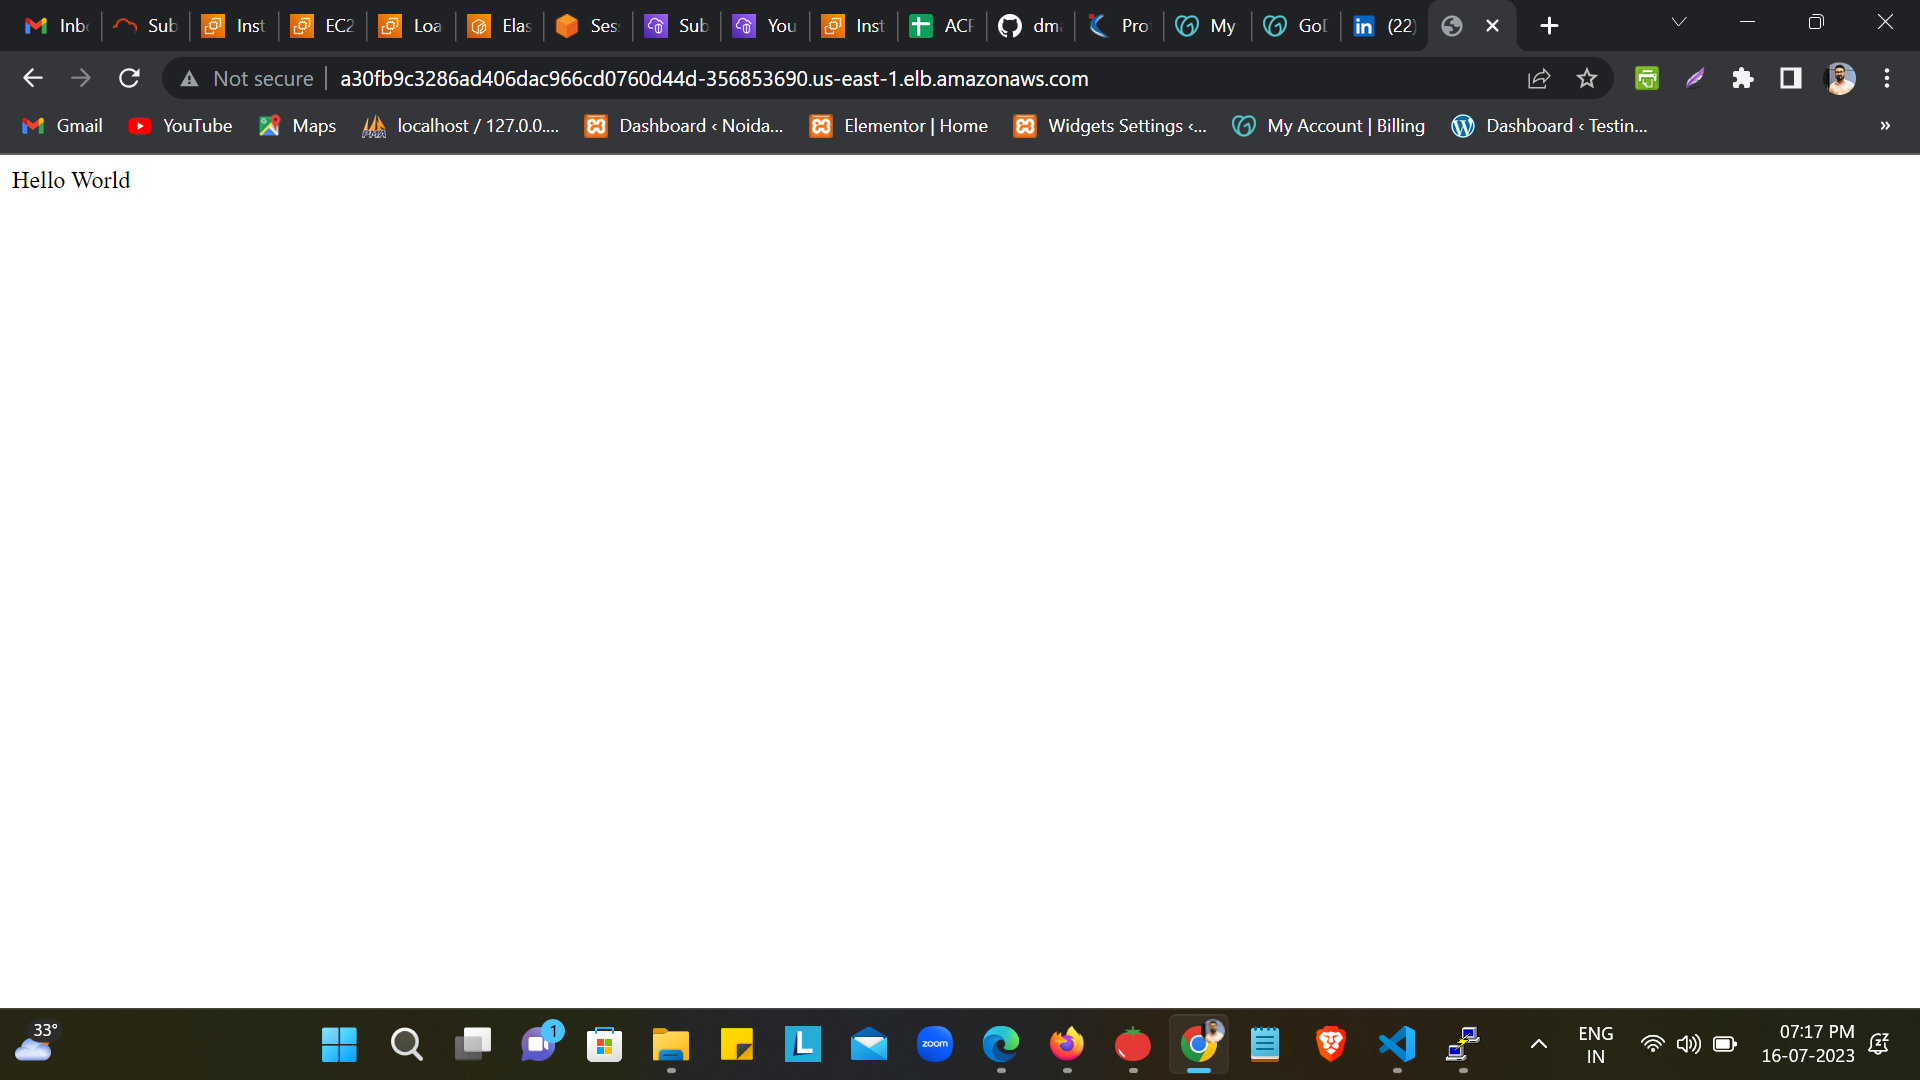 Inb Sub Inst EC2 Loa Elas Ses Sub You Inst ACF dm Pro My Go (22)
Not secure a30fb9c3286ad406dac966cd0760d44d-356853690.us-east-1.elb.amazonaws.com
Gmail YouTube Maps localhost / 127.0.0.... Dashboard ‹ Noida... Elementor | Home Widgets Settings ‹... My Account | Billing Dashboard ‹ Testin... »
Hello World
33° 1 L zoom ENG 07:17 PM
IN 16-07-2023